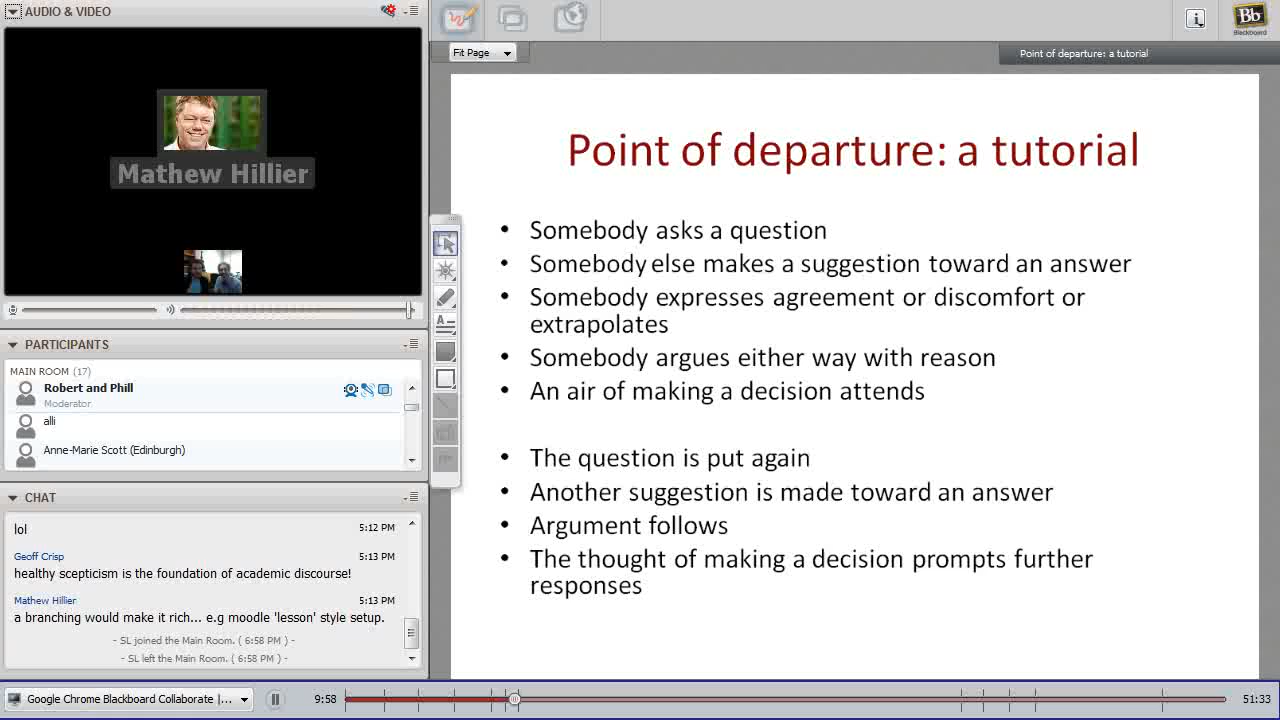 AUDIO & VIDEO
Mathew Hillier
PARTICIPANTS
MAIN ROOM (17)
Robert and Phill
Moderator
alli
Anne-Marie Scott (Edinburgh)
CHAT
lol 5:12 PM
Geoff Crisp 5:13 PM
healthy scepticism is the foundation of academic discourse!
Mathew Hillier 5:13 PM
a branching would make it rich... e.g moodle 'lesson' style setup.
- SL joined the Main Room. ( 6:58 PM ) -
- SL left the Main Room. ( 6:58 PM ) -
Fit Page
Bb
Blackboard
Point of departure: a tutorial
Point of departure: a tutorial
• Somebody asks a question
• Somebody else makes a suggestion toward an answer
• Somebody expresses agreement or discomfort or
extrapolates
• Somebody argues either way with reason
• An air of making a decision attends
• The question is put again
• Another suggestion is made toward an answer
• Argument follows
• The thought of making a decision prompts further
responses
Google Chrome Blackboard Collaborate |... 9:58 51:33